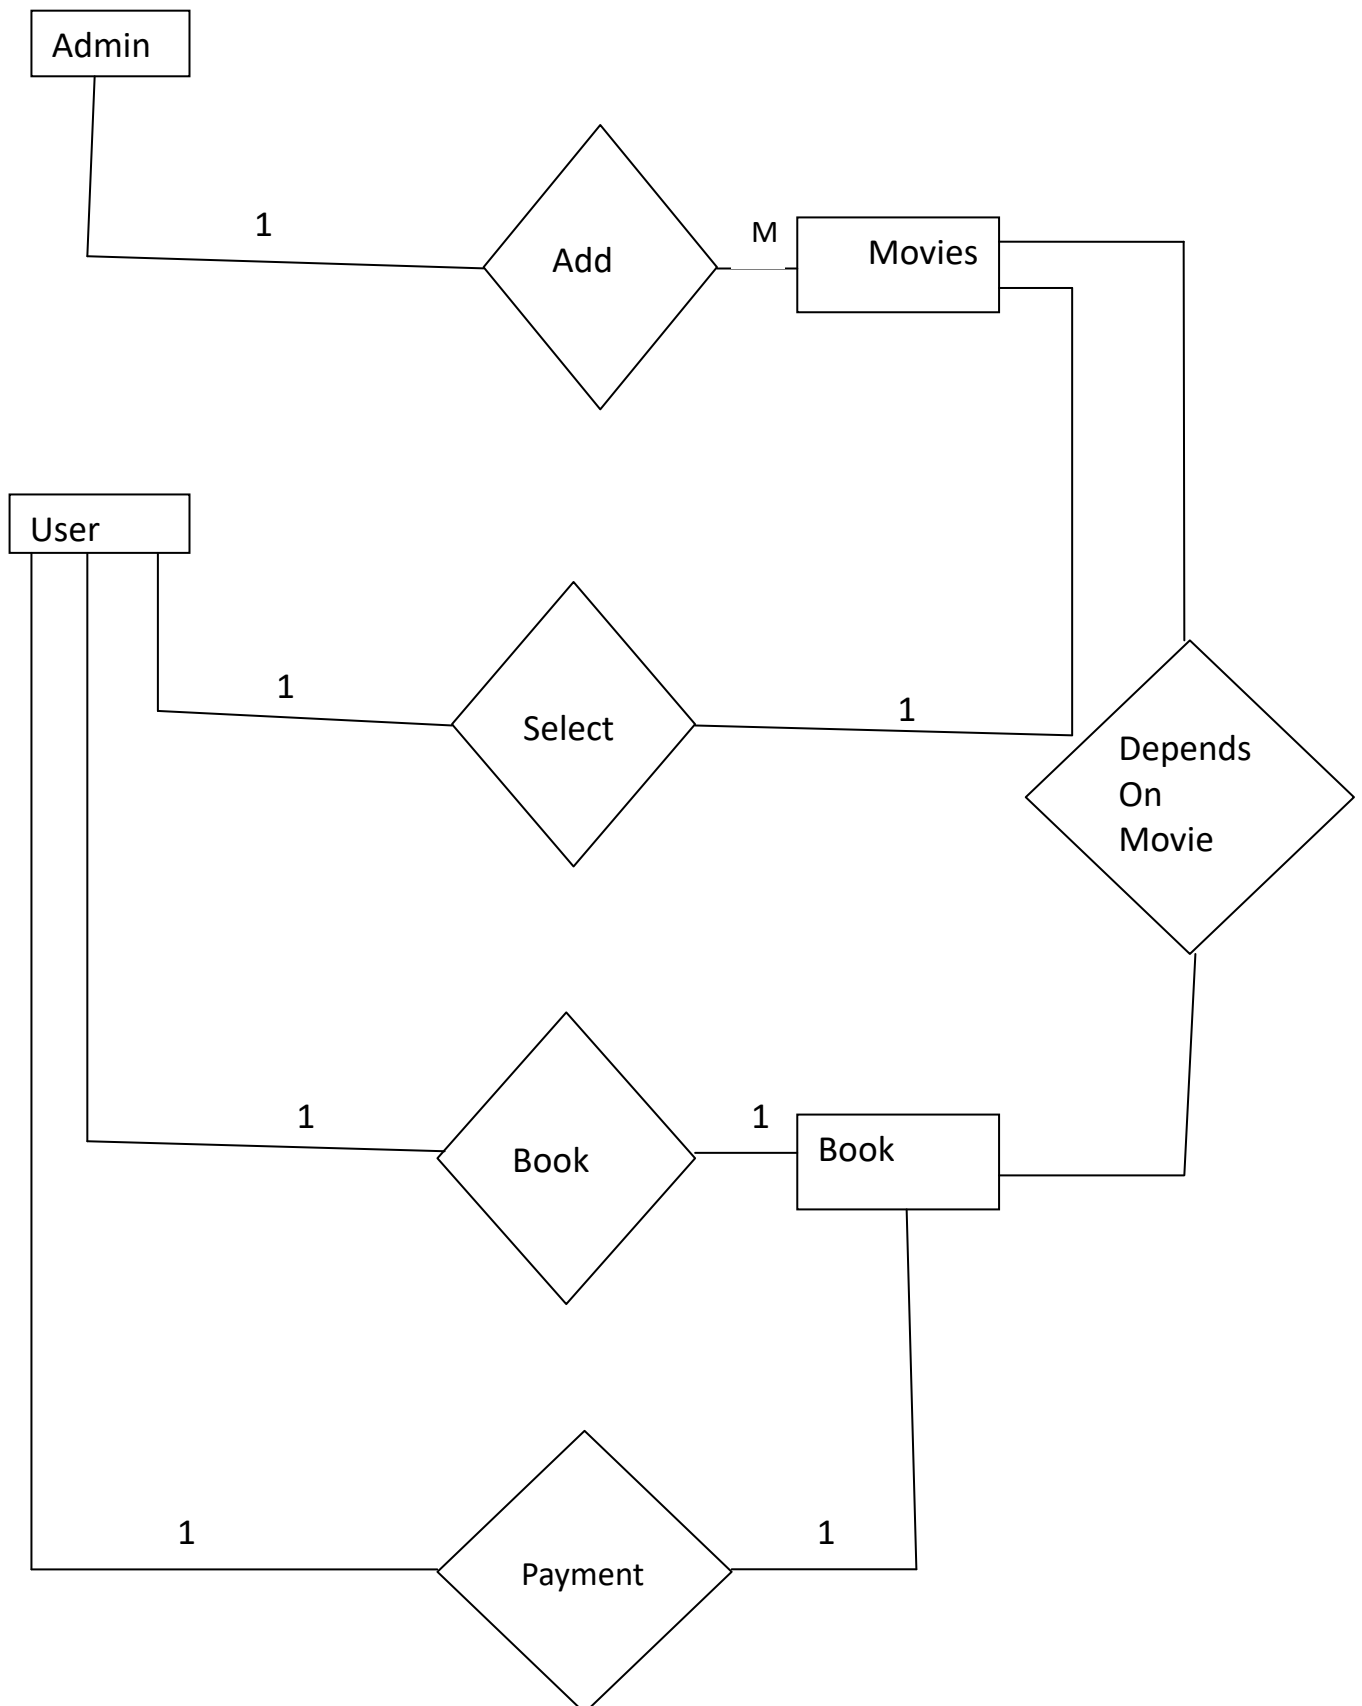 Admin
1
Add
M
Movies
User
1
Select
1
Depends
On
Movie
1
Book
1
Book
1
Payment
1